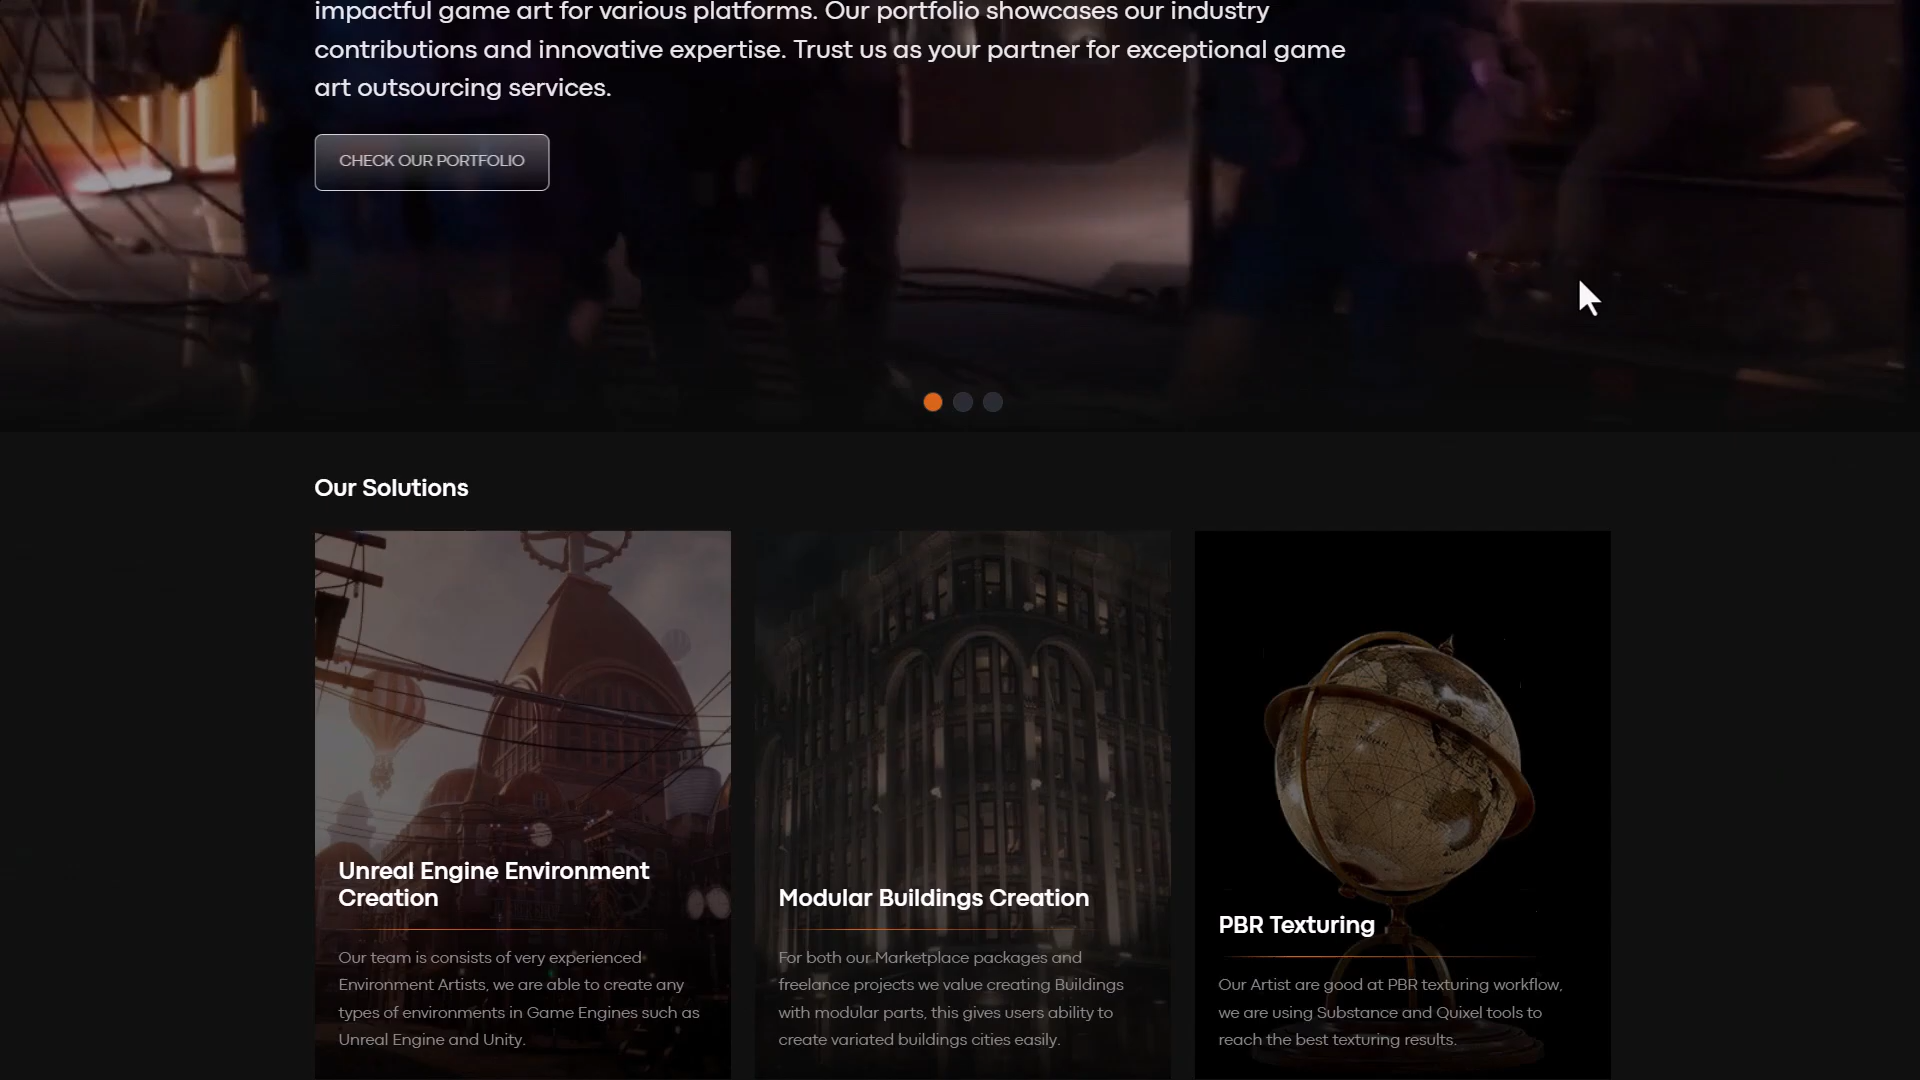 impactful game art for various platforms. Our portfolio showcases our industry
contributions and innovative expertise. Trust us as your partner for exceptional game
art outsourcing services.
CHECK OUR PORTFOLIO
Our Solutions
Unreal Engine Environment
Creation
Our team is consists of very experienced
Environment Artists, we are able to create any
types of environments in Game Engines such as
Unreal Engine and Unity.
Modular Buildings Creation
For both our Marketplace packages and
freelance projects we value creating Buildings
with modular parts, this gives users ability to
create variated buildings cities easily.
INDIAN
OCEAN
PBR Texturing
Our Artist are good at PBR texturing workflow,
we are using Substance and Quixel tools to
reach the best texturing results.